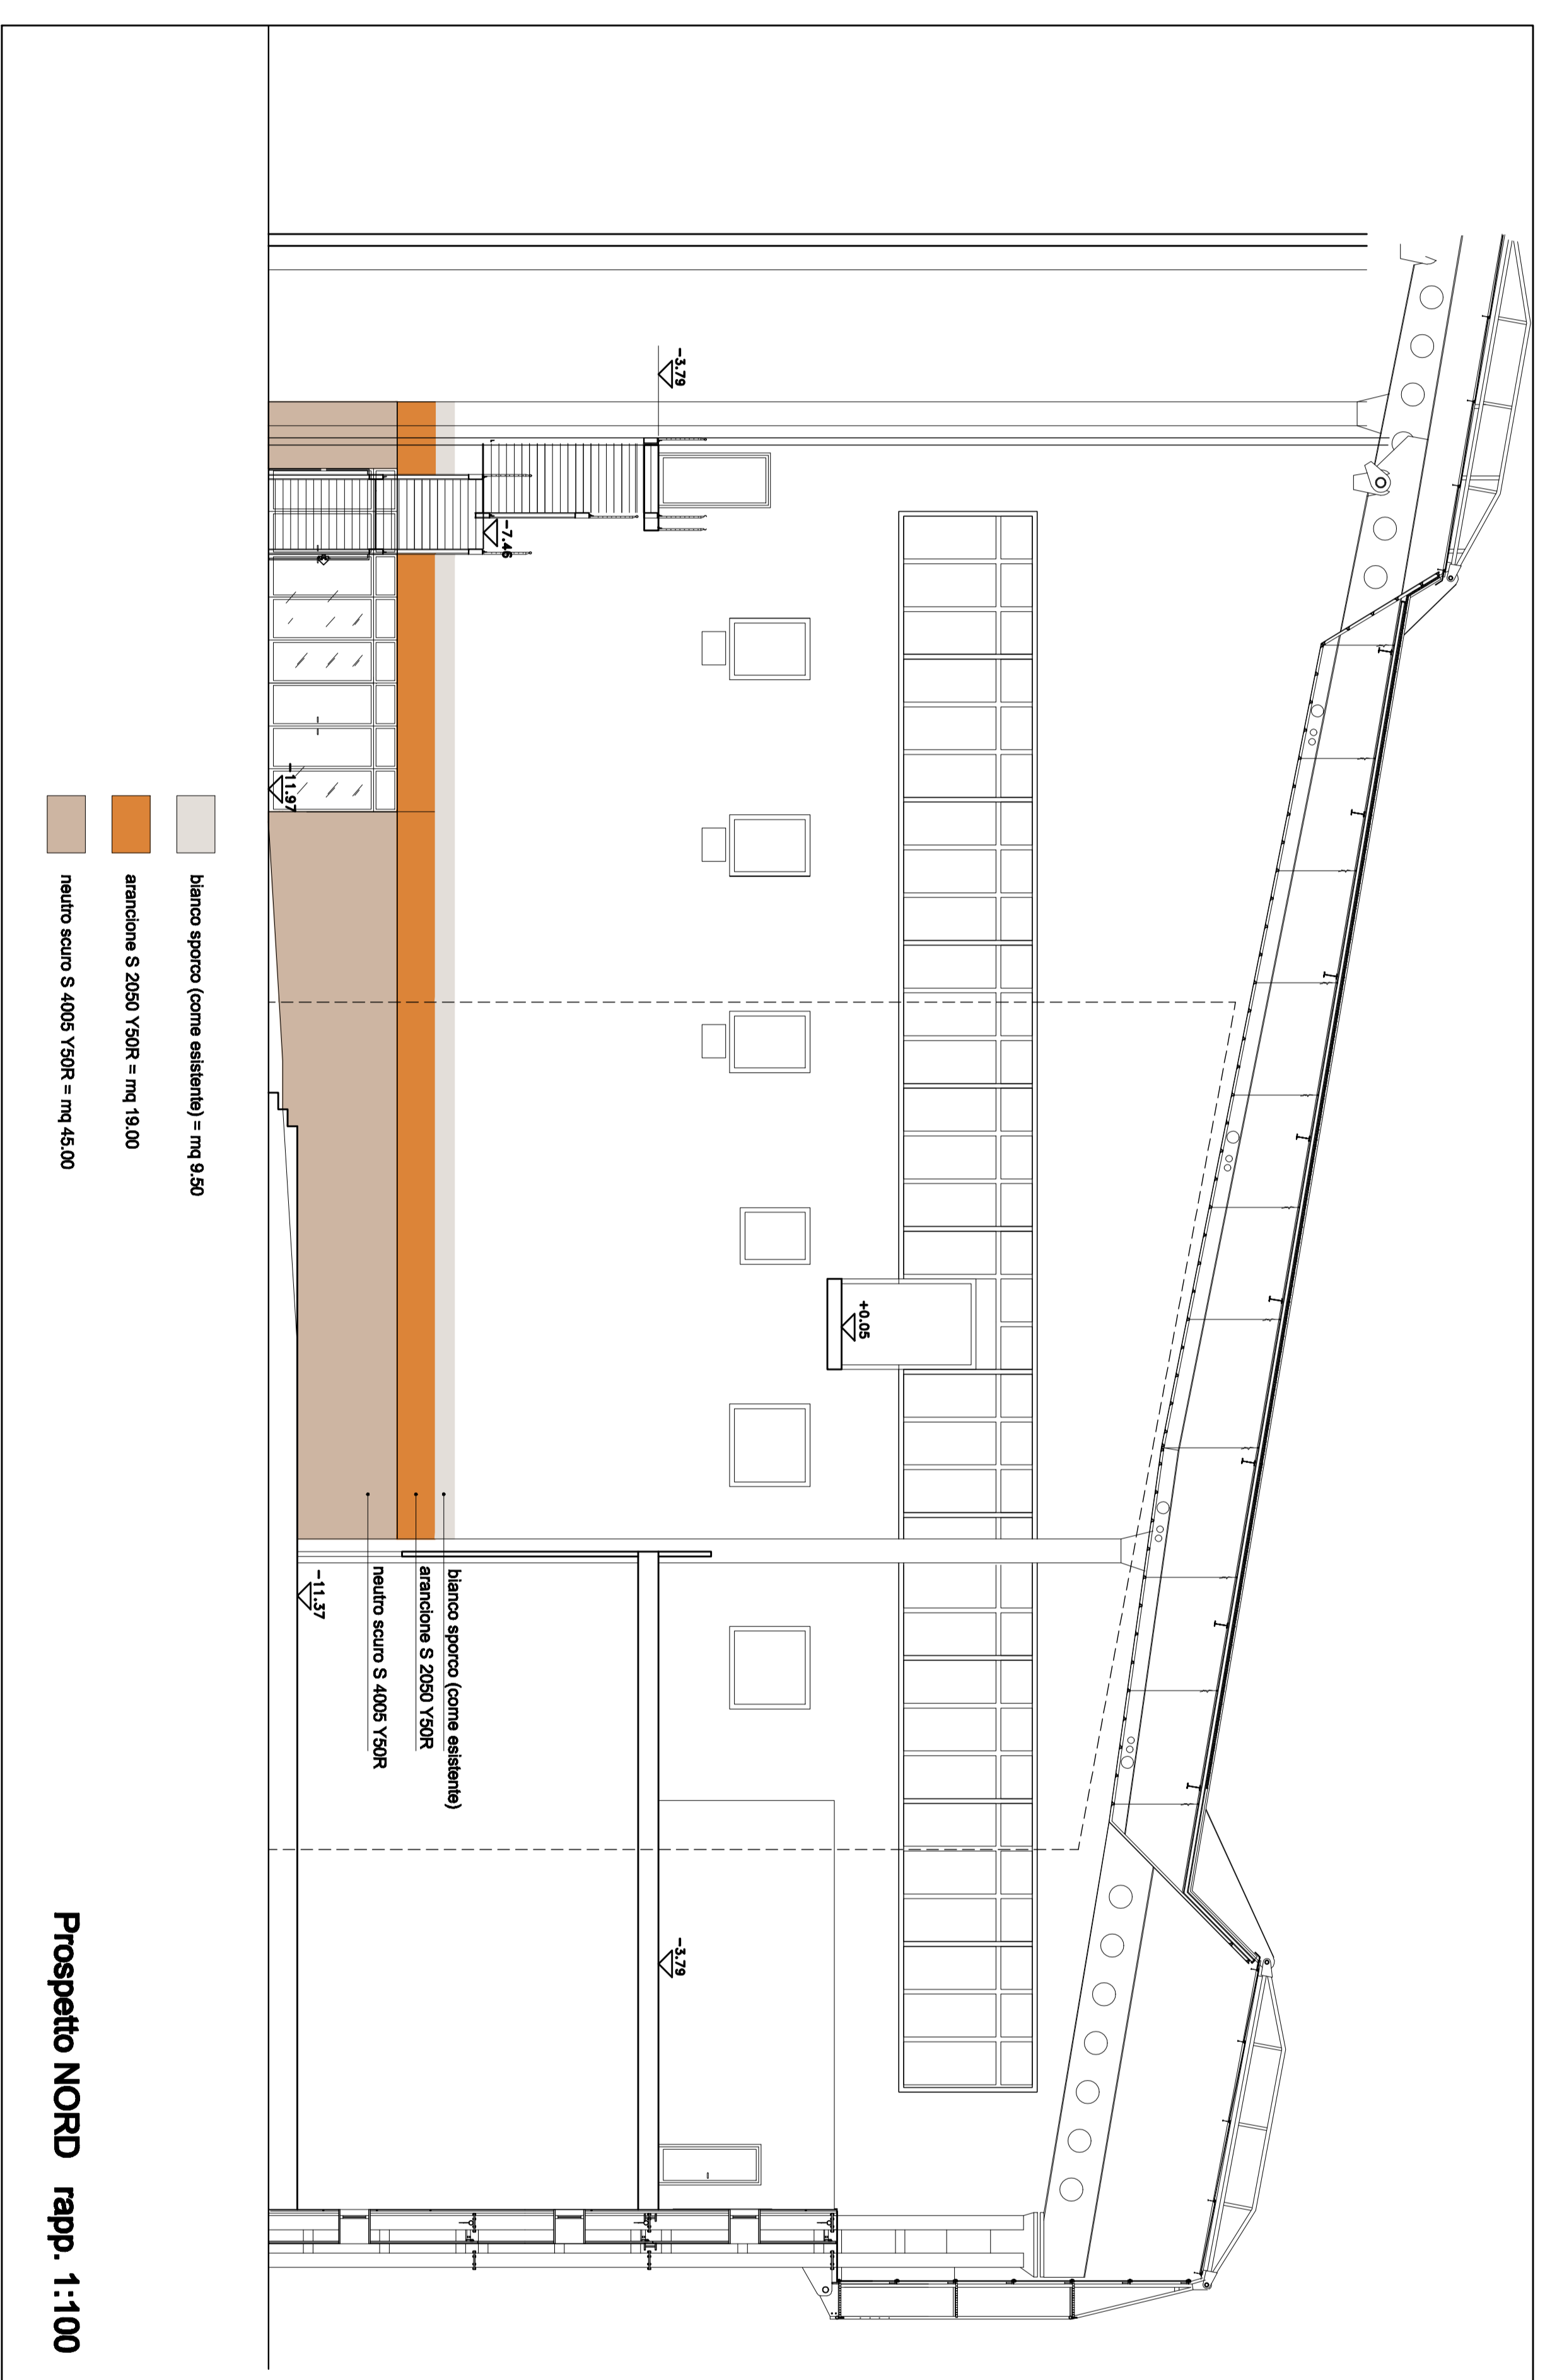 -3.79
-7.46
-11.97
+0.05
-11.37
-3.79
bianco sporco (come esistente)
arancione S 2050 Y50R
neutro scuro S 4005 Y50R
bianco sporco (come esistente) = mq 9.50
arancione S 2050 Y50R = mq 19.00
neutro scuro S 4005 Y50R = mq 45.00
Prospetto NORD rapp. 1:100